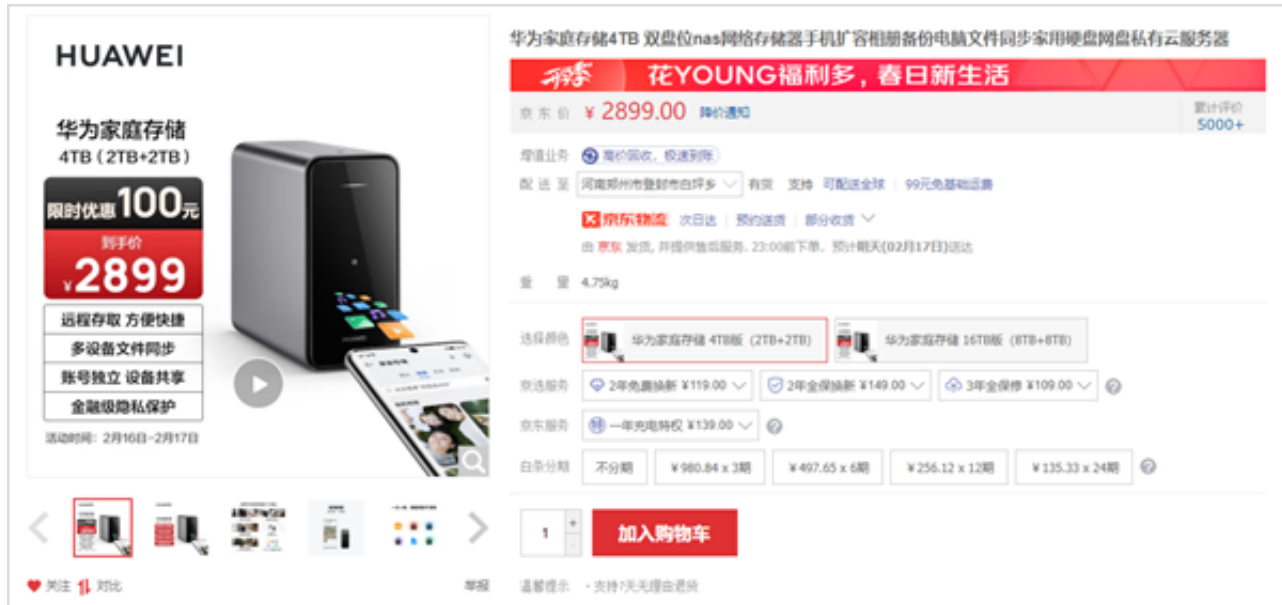 HUAWEI
华为家庭存储
4TB（2TB+2TB）
限时优惠100元
到手价
¥2899
远程存取 方便快捷
多设备文件同步
账号独立 设备共享
金融级隐私保护
活动时间：2月16日-2月17日
关注 对比
举报
华为家庭存储4TB 双盘位nas网络存储器手机扩容相册备份电脑文件同步家用硬盘网盘私有云服务器
开学季 花YOUNG福利多，春日新生活
京东价 ¥ 2899.00 降价通知
累计评价
5000+
增值业务 高价回收，极速到账
配送至 河南郑州市登封市白坪乡 有货 支持 可配送全球 | 99元免基础运费
京东物流 次日达 | 预约送货 | 部分收货
由 京东 发货, 并提供售后服务. 23:00前下单，预计明天(02月17日)送达
重量 4.75kg
选择颜色 华为家庭存储 4TB版（2TB+2TB） 华为家庭存储 16TB版（8TB+8TB）
京选服务 2年免费换新 ¥119.00 2年全保换新 ¥149.00 3年全保修 ¥109.00
京东服务 一年充电特权 ¥139.00
白条分期 不分期 ¥980.84 x 3期 ¥497.65 x 6期 ¥256.12 x 12期 ¥135.33 x 24期
1 + -
加入购物车
温馨提示 · 支持7天无理由退货